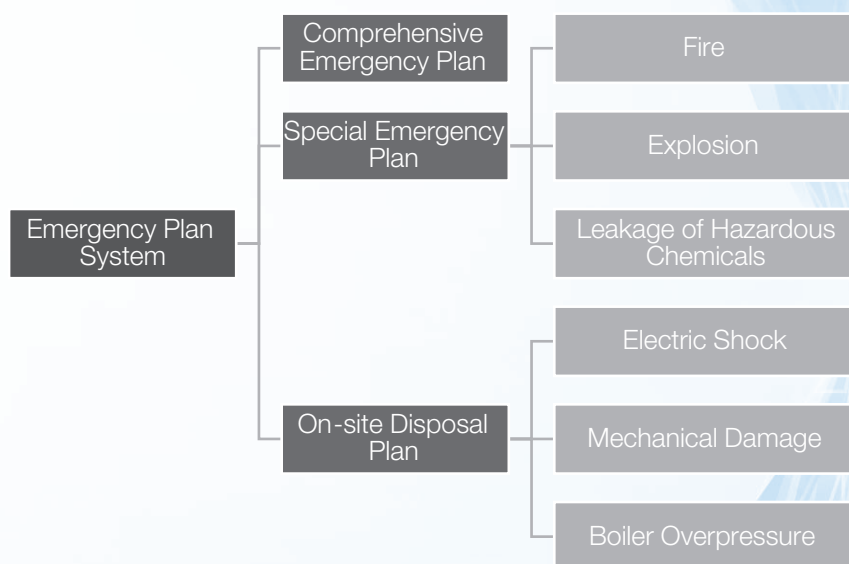 Emergency Plan
System
Comprehensive
Emergency Plan
Special Emergency
Plan
On-site Disposal
Plan
Fire
Explosion
Leakage of Hazardous
Chemicals
Electric Shock
Mechanical Damage
Boiler Overpressure